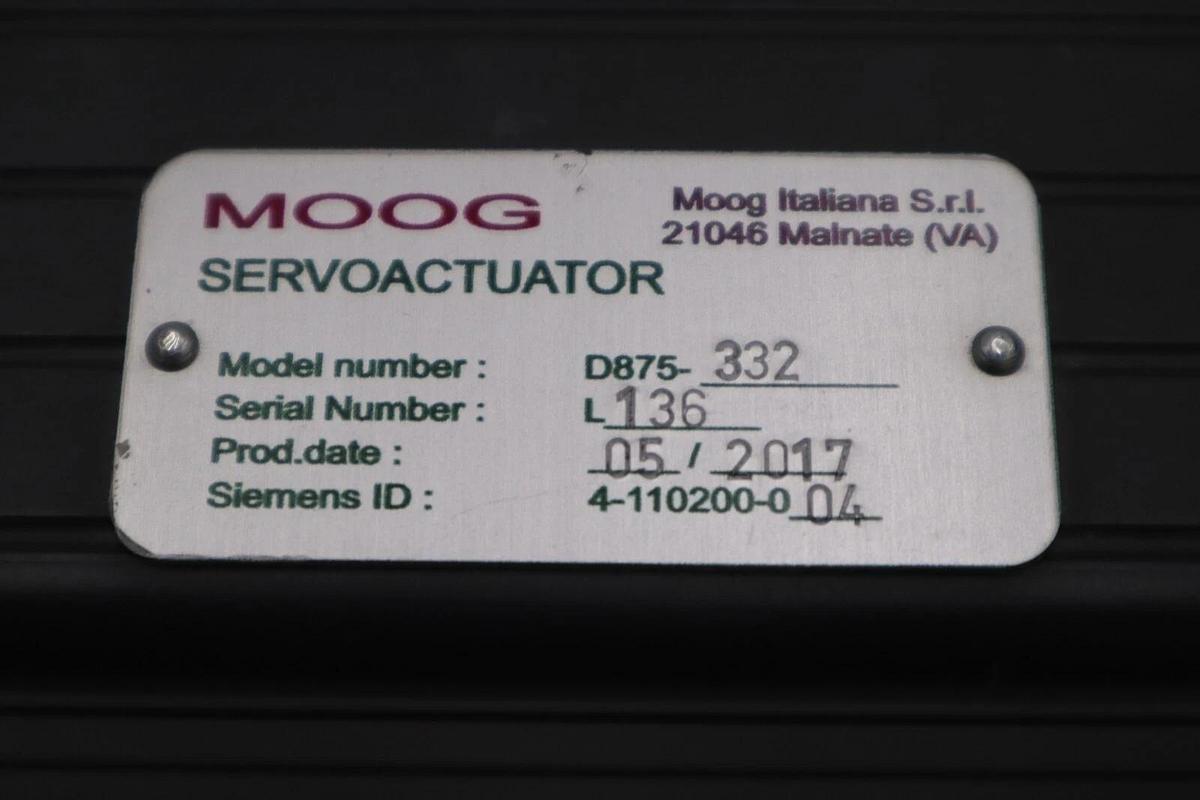 MOOG
Moog Italiana S.r.l.
21046 Malnate (VA)
SERVOACTUATOR
Model number : D875-332
Serial Number : L136
Prod.date : 05 / 2017
Siemens ID : 4-110200-004